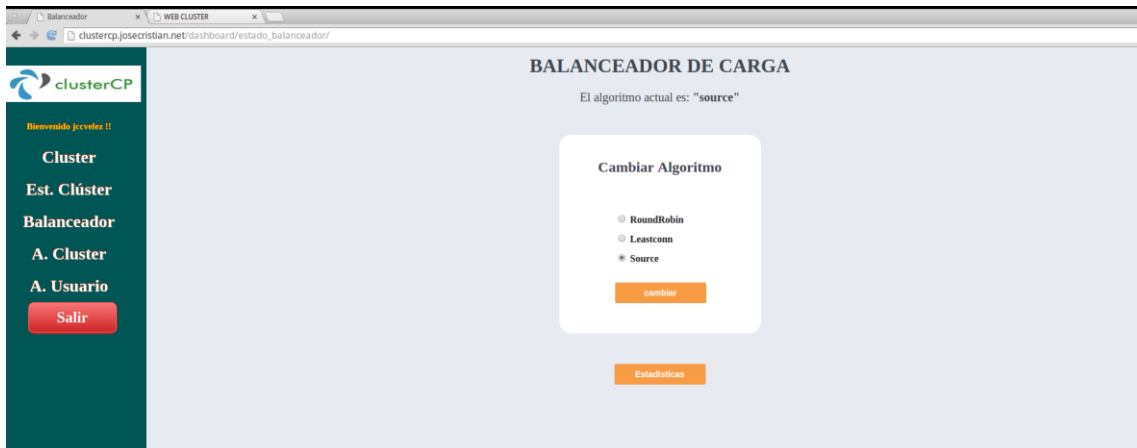 Balanceador
WEB CLUSTER
clustercp.josecristian.net/dashboard/estado_balanceador/
clusterCP
Bienvenido jccvelez !!
Cluster
Est. Clúster
Balanceador
A. Cluster
A. Usuario
Salir
BALANCEADOR DE CARGA
El algoritmo actual es: "source"
Cambiar Algoritmo
RoundRobin
Leastconn
Source
cambiar
Estadísticas